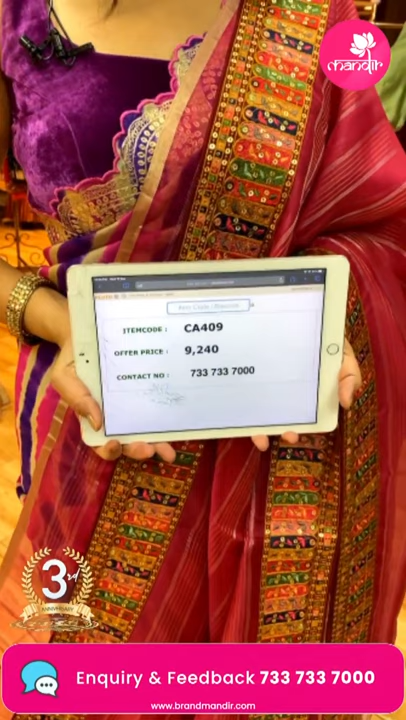 mandir
ITEMCODE : CA409
OFFER PRICE : 9,240
CONTACT NO : 733 733 7000
3rd
ANNIVERSARY
Enquiry & Feedback 733 733 7000
www.brandmandir.com